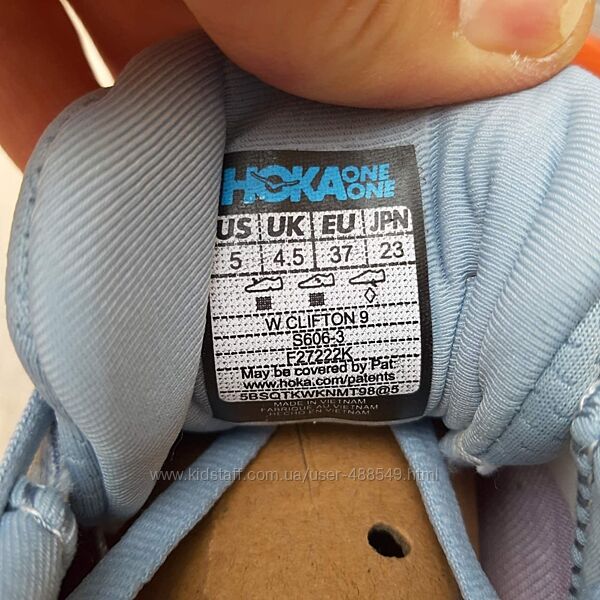 HOKA ONE ONE
US UK EU JPN
5 4.5 37 23
W CLIFTON 9
S606-3
F27222K
May be covered by Pat.
www.hoka.com/patents
5BSQTKWKNMT98@5
MADE IN VIETNAM
FABRIQUE AU VIETNAM
HECHO EN VIETNAM
www.kidstaff.com.ua/user-488549.html